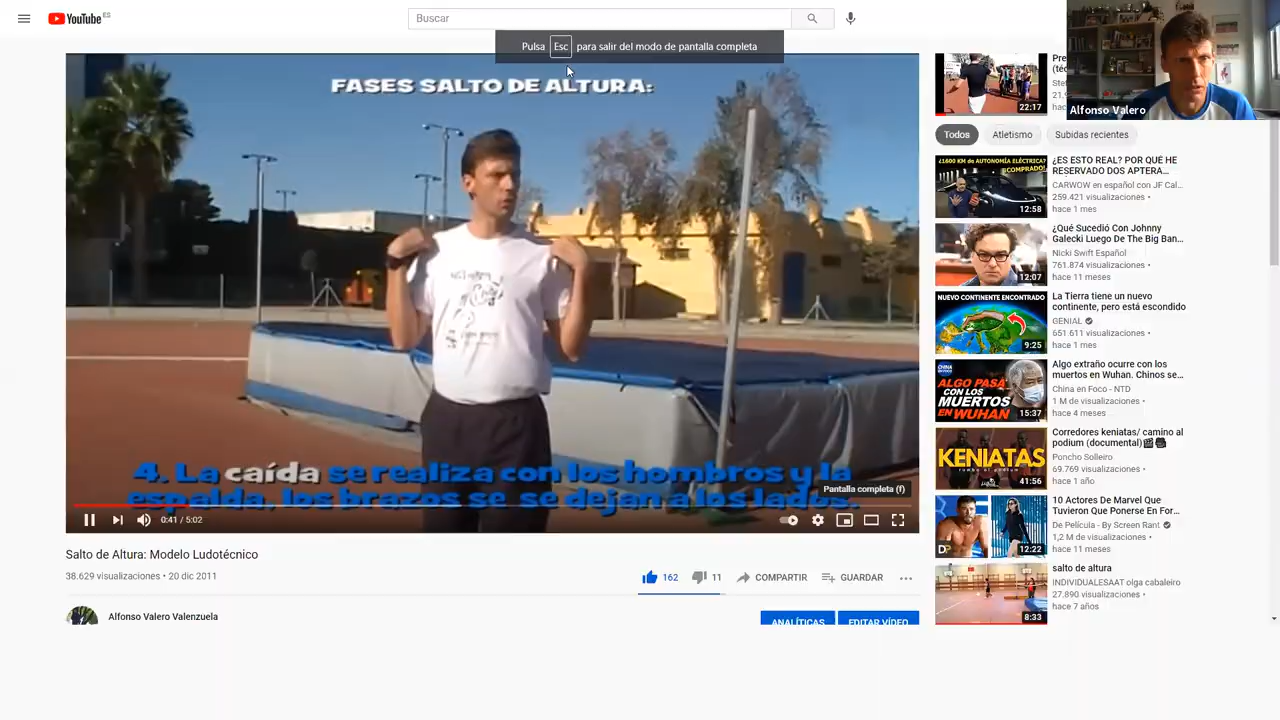 YouTube ES
Buscar
Pulsa Esc para salir del modo de pantalla completa
Alfonso Valero
FASES SALTO DE ALTURA:
4. La caída se realiza con los hombros y la
espalda, los brazos se se dejan a los lados.
Pantalla completa (f)
0:41 / 5:02
Salto de Altura: Modelo Ludotécnico
38.629 visualizaciones • 20 dic 2011
162
11
COMPARTIR
GUARDAR
Alfonso Valero Valenzuela
ANALÍTICAS
EDITAR VÍDEO
22:17
Todos
Atletismo
Subidas recientes
¿1600 KM de AUTONOMÍA ELÉCTRICA?
¡COMPRADO!
12:58
¿ES ESTO REAL? POR QUÉ HE
RESERVADO DOS APTERA...
CARWOW en español con JF Cal...
259.421 visualizaciones •
hace 1 mes
12:07
¿Qué Sucedió Con Johnny
Galecki Luego De The Big Ban...
Nicki Swift Español
761.874 visualizaciones •
hace 11 meses
NUEVO CONTINENTE ENCONTRADO
9:25
La Tierra tiene un nuevo
continente, pero está escondido
GENIAL
651.611 visualizaciones •
hace 1 mes
CHINA en FOCO
ALGO PASA
CON LOS
MUERTOS
EN WUHAN
15:37
Algo extraño ocurre con los
muertos en Wuhan. Chinos se...
China en Foco - NTD
1 M de visualizaciones •
hace 4 meses
KENIATAS
41:56
Corredores keniatas/ camino al
podium (documental)
Poncho Solleiro
69.769 visualizaciones •
hace 1 año
12:22
10 Actores De Marvel Que
Tuvieron Que Ponerse En For...
De Película - By Screen Rant
1,2 M de visualizaciones •
hace 11 meses
8:33
salto de altura
INDIVIDUALESAAT olga cabaleiro
27.890 visualizaciones •
hace 7 años